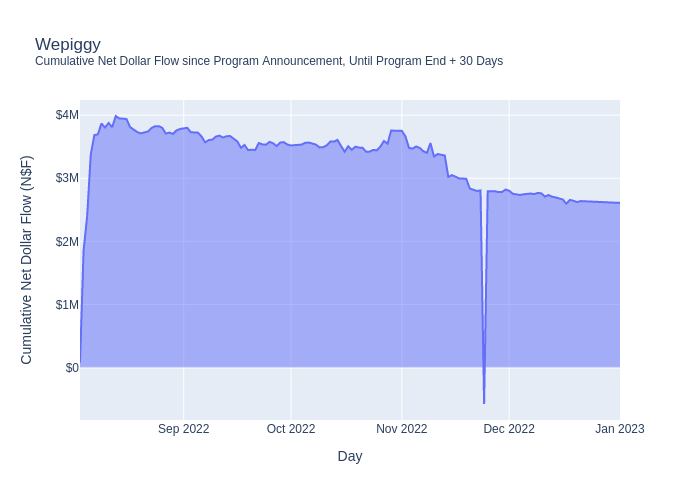 Wepiggy
Cumulative Net Dollar Flow since Program Announcement, Until Program End + 30 Days
Cumulative Net Dollar Flow (N$F)
$4M
$3M
$2M
$1M
$0
Sep 2022
Oct 2022
Nov 2022
Dec 2022
Jan 2023
Day